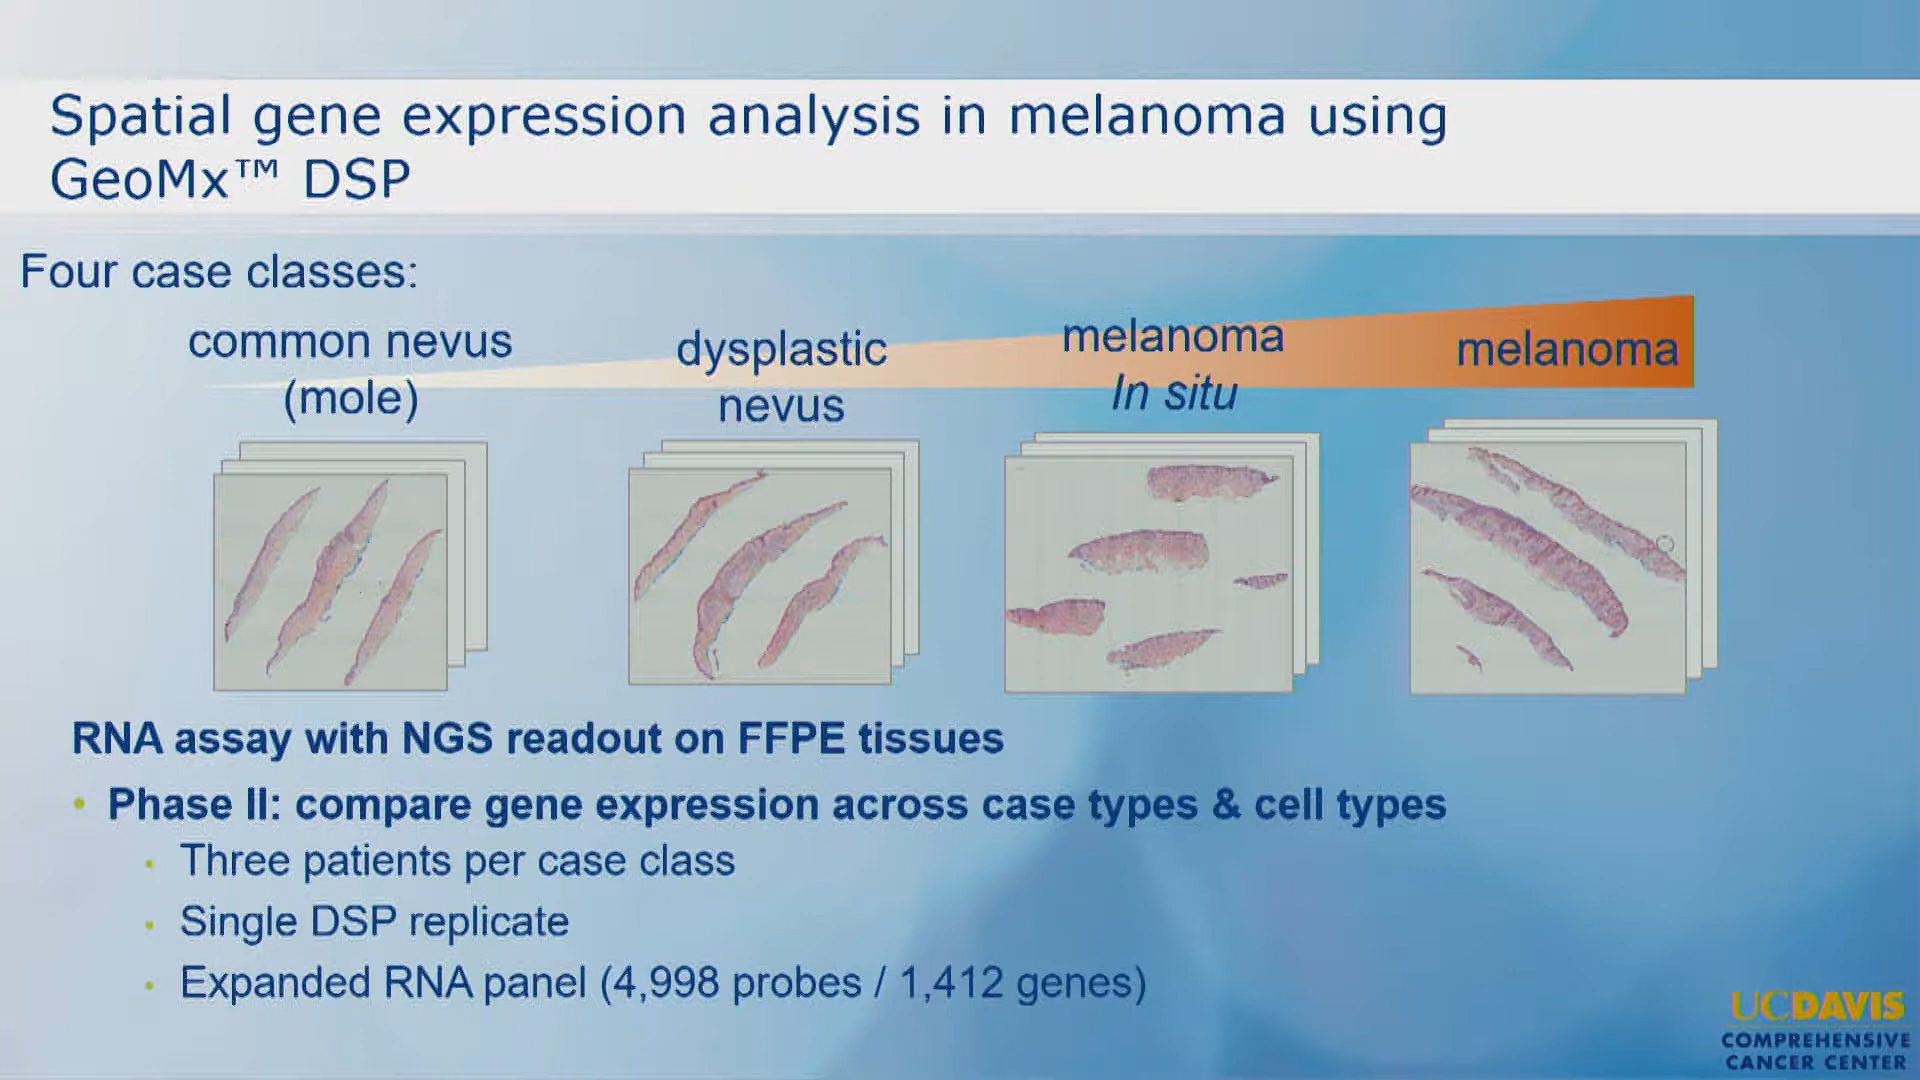 Spatial gene expression analysis in melanoma using
GeoMx™ DSP
Four case classes:
common nevus
(mole)
dysplastic
nevus
melanoma
In situ
melanoma
RNA assay with NGS readout on FFPE tissues
• Phase II: compare gene expression across case types & cell types
• Three patients per case class
• Single DSP replicate
• Expanded RNA panel (4,998 probes / 1,412 genes)
UCDAVIS
COMPREHENSIVE
CANCER CENTER